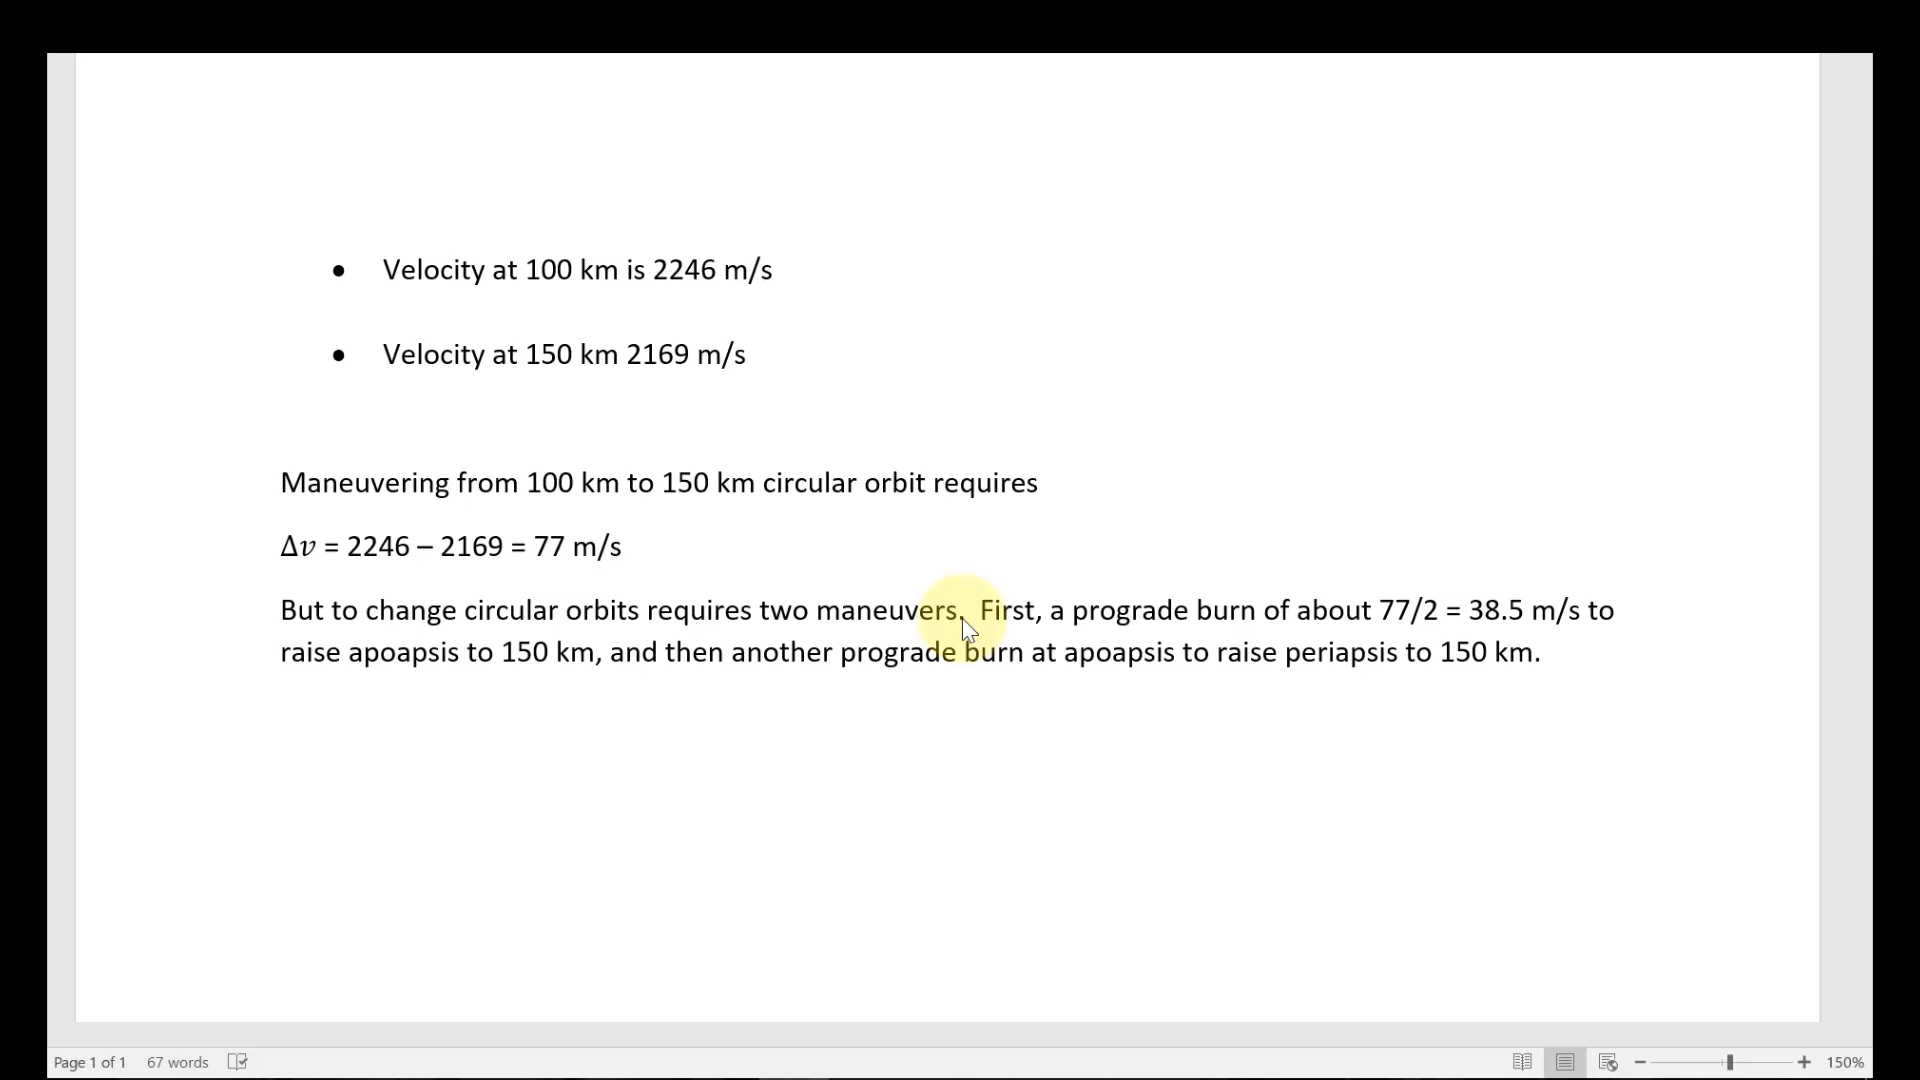 • Velocity at 100 km is 2246 m/s
• Velocity at 150 km 2169 m/s
Maneuvering from 100 km to 150 km circular orbit requires
Δ𝑣 = 2246 – 2169 = 77 m/s
But to change circular orbits requires two maneuvers.  First, a prograde burn of about 77/2 = 38.5 m/s to
raise apoapsis to 150 km, and then another prograde burn at apoapsis to raise periapsis to 150 km.
Page 1 of 1 67 words 150%